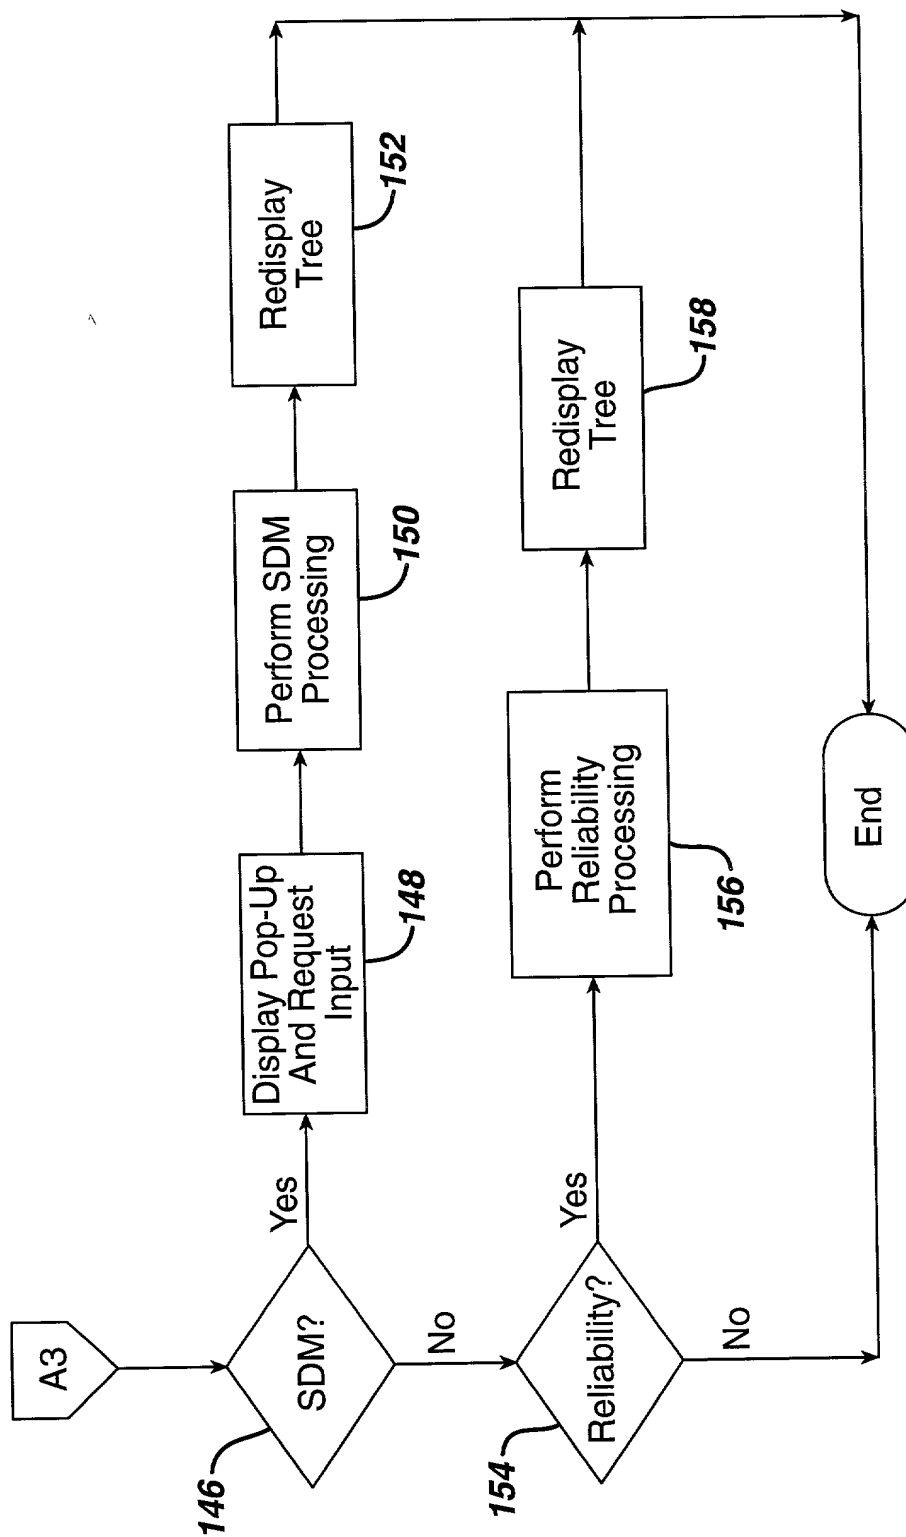 A3
146
SDM?
Yes
Display Pop-Up
And Request
Input
148
Perform SDM
Processing
150
Redisplay
Tree
152
No
154
Reliability?
Yes
Perform
Reliability
Processing
156
Redisplay
Tree
158
No
End